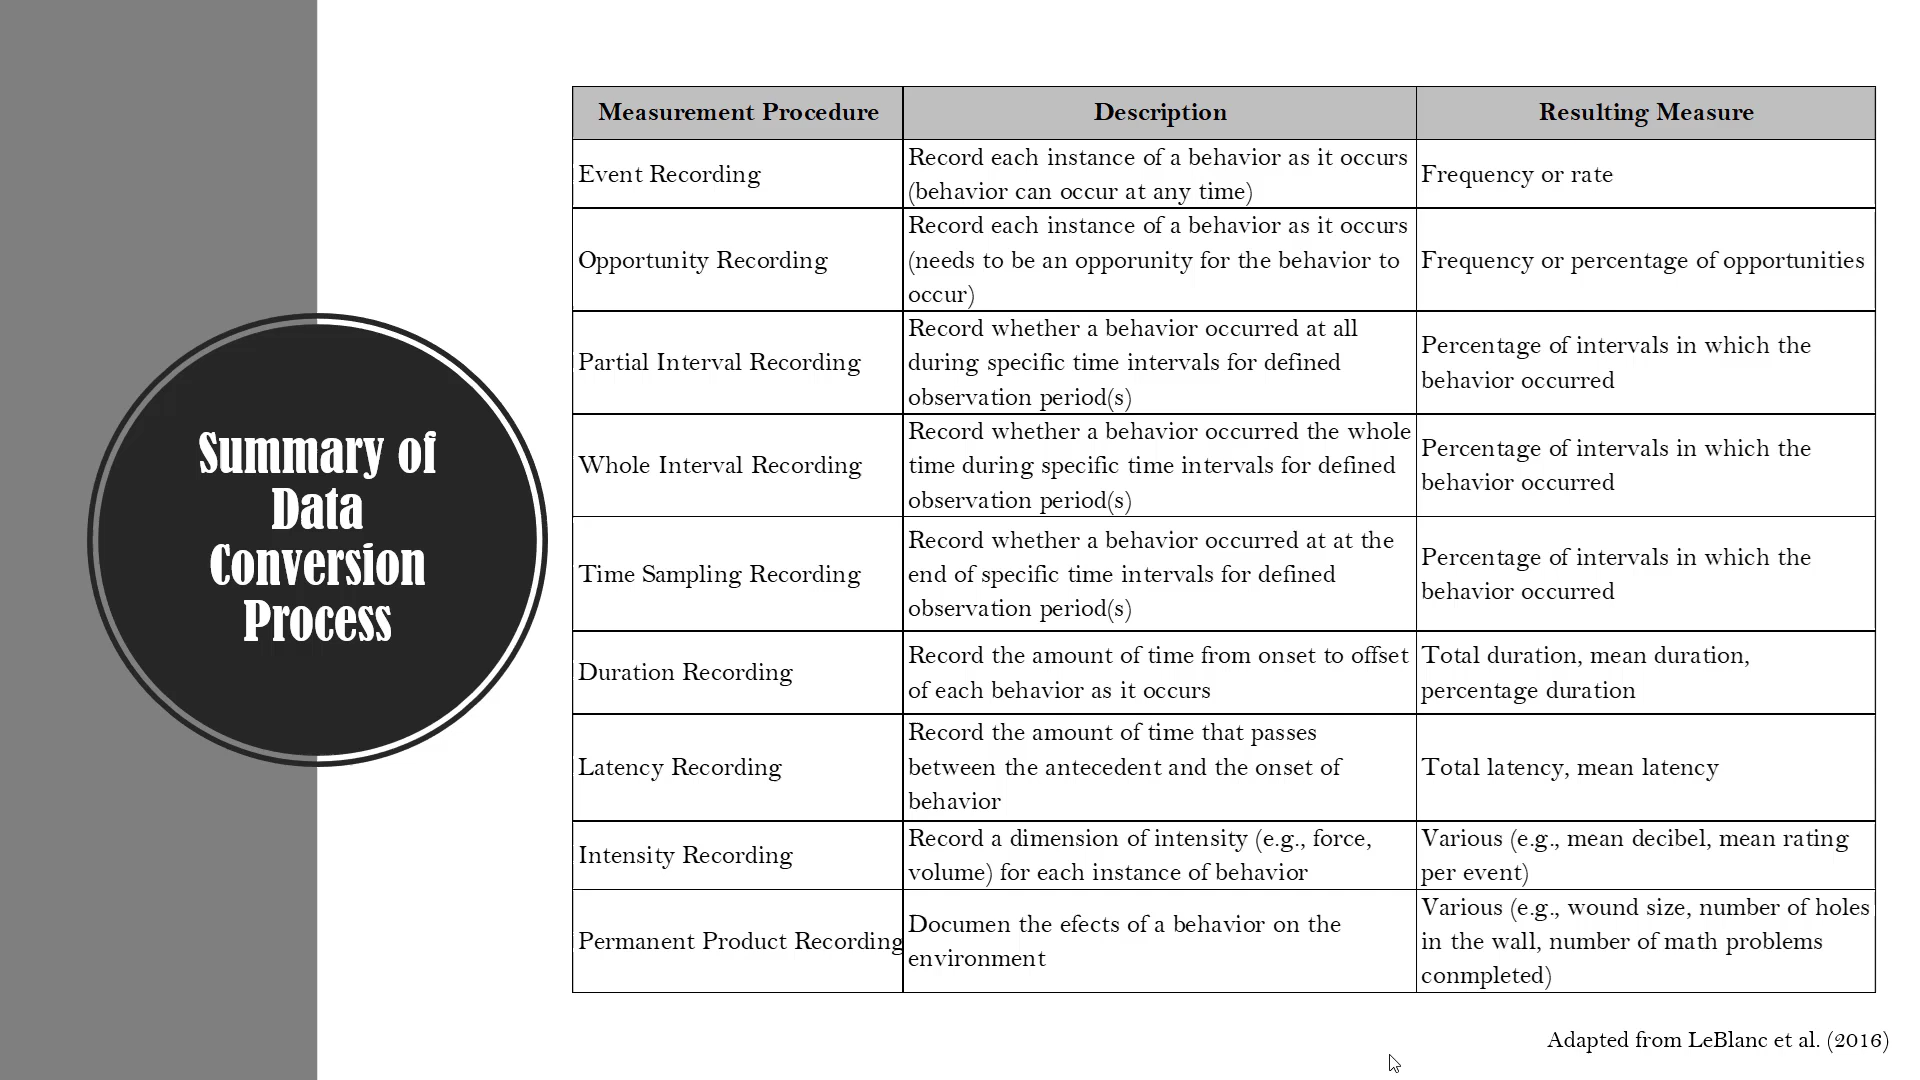 Summary of
Data
Conversion
Process
Measurement Procedure
Description
Resulting Measure
Event Recording
Record each instance of a behavior as it occurs
(behavior can occur at any time)
Frequency or rate
Opportunity Recording
Record each instance of a behavior as it occurs
(needs to be an opporunity for the behavior to
occur)
Frequency or percentage of opportunities
Partial Interval Recording
Record whether a behavior occurred at all
during specific time intervals for defined
observation period(s)
Percentage of intervals in which the
behavior occurred
Whole Interval Recording
Record whether a behavior occurred the whole
time during specific time intervals for defined
observation period(s)
Percentage of intervals in which the
behavior occurred
Time Sampling Recording
Record whether a behavior occurred at at the
end of specific time intervals for defined
observation period(s)
Percentage of intervals in which the
behavior occurred
Duration Recording
Record the amount of time from onset to offset
of each behavior as it occurs
Total duration, mean duration,
percentage duration
Latency Recording
Record the amount of time that passes
between the antecedent and the onset of
behavior
Total latency, mean latency
Intensity Recording
Record a dimension of intensity (e.g., force,
volume) for each instance of behavior
Various (e.g., mean decibel, mean rating
per event)
Permanent Product Recording
Documen the efects of a behavior on the
environment
Various (e.g., wound size, number of holes
in the wall, number of math problems
conmpleted)
Adapted from LeBlanc et al. (2016)